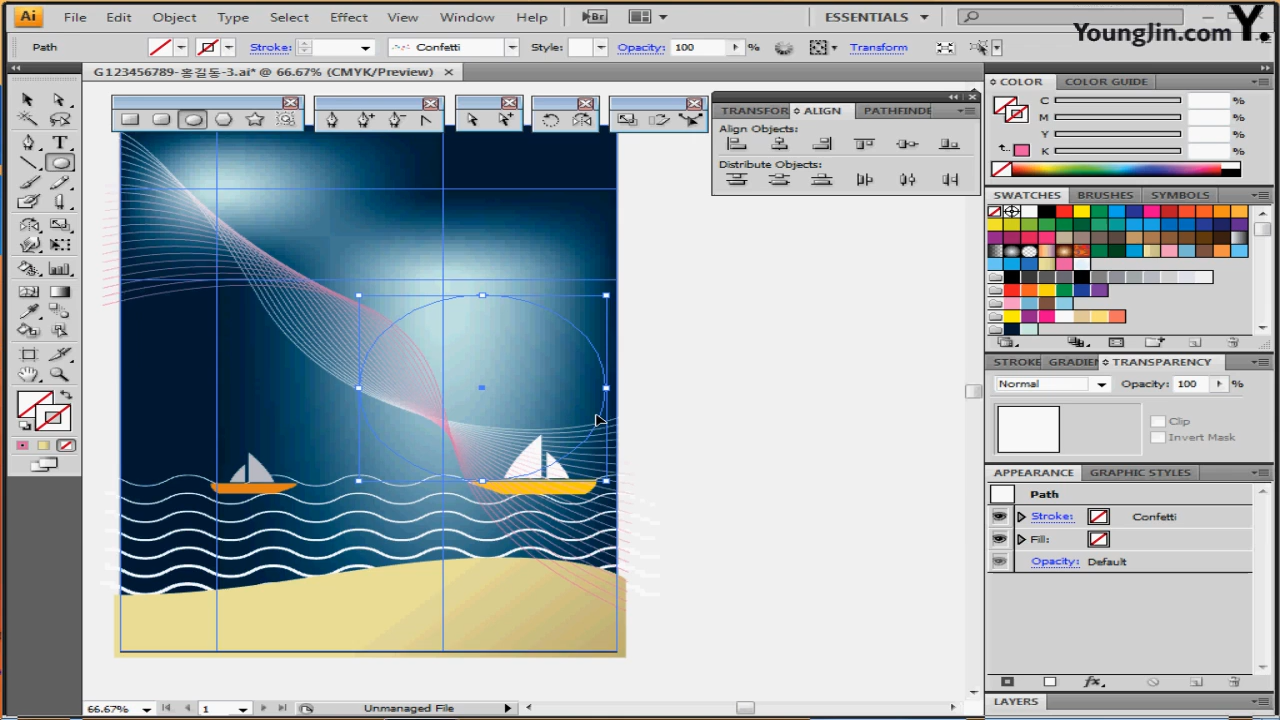 Ai File Edit Object Type Select Effect View Window Help Br ESSENTIALS
YoungJin.com Y.
Path Stroke: Confetti Style: Opacity: 100 % Transform
G123456789-홍길동-3.ai* @ 66.67% (CMYK/Preview)
COLOR COLOR GUIDE
TRANSFOR ALIGN PATHFINDE
Align Objects:
Distribute Objects:
C %
M %
Y %
K %
SWATCHES BRUSHES SYMBOLS
STROKE GRADIEN TRANSPARENCY
Normal Opacity: 100 %
Clip
Invert Mask
APPEARANCE GRAPHIC STYLES
Path
Stroke: Confetti
Fill:
Opacity: Default
fx
LAYERS
66.67% 1 Unmanaged File